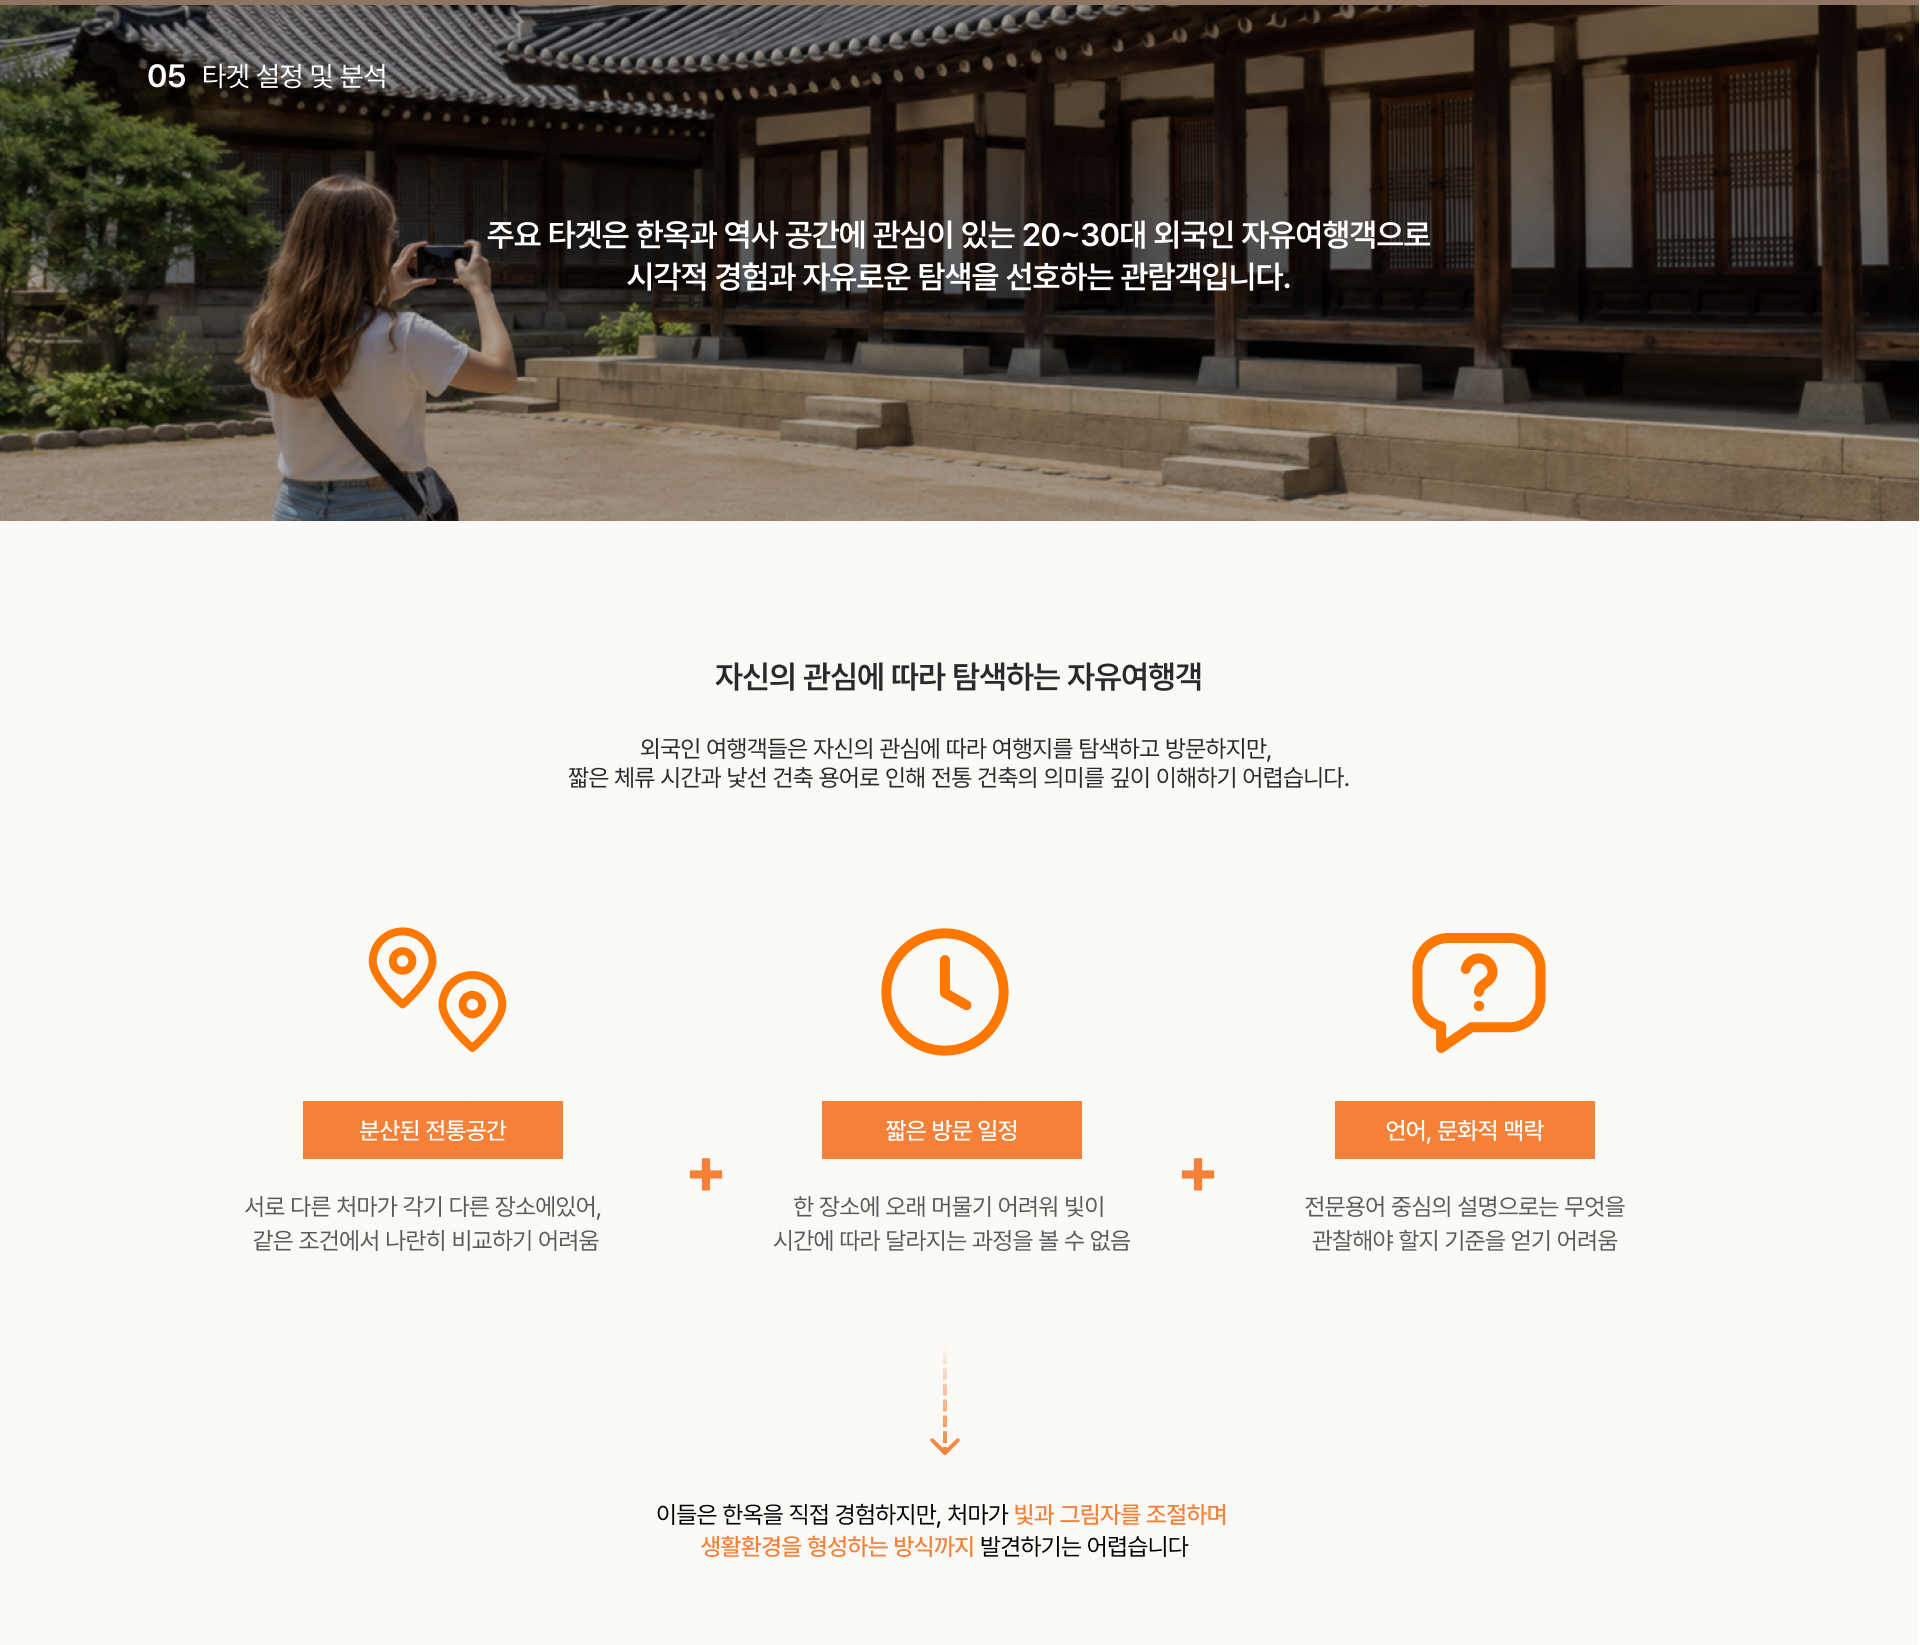 05 타겟 설정 및 분석
주요 타겟은 한옥과 역사 공간에 관심이 있는 20~30대 외국인 자유여행객으로
시각적 경험과 자유로운 탐색을 선호하는 관람객입니다.
자신의 관심에 따라 탐색하는 자유여행객
외국인 여행객들은 자신의 관심에 따라 여행지를 탐색하고 방문하지만,
짧은 체류 시간과 낯선 건축 용어로 인해 전통 건축의 의미를 깊이 이해하기 어렵습니다.
분산된 전통공간
서로 다른 처마가 각기 다른 장소에있어,
같은 조건에서 나란히 비교하기 어려움
짧은 방문 일정
한 장소에 오래 머물기 어려워 빛이
시간에 따라 달라지는 과정을 볼 수 없음
언어, 문화적 맥락
전문용어 중심의 설명으로는 무엇을
관찰해야 할지 기준을 얻기 어려움
이들은 한옥을 직접 경험하지만, 처마가 빛과 그림자를 조절하며
생활환경을 형성하는 방식까지 발견하기는 어렵습니다